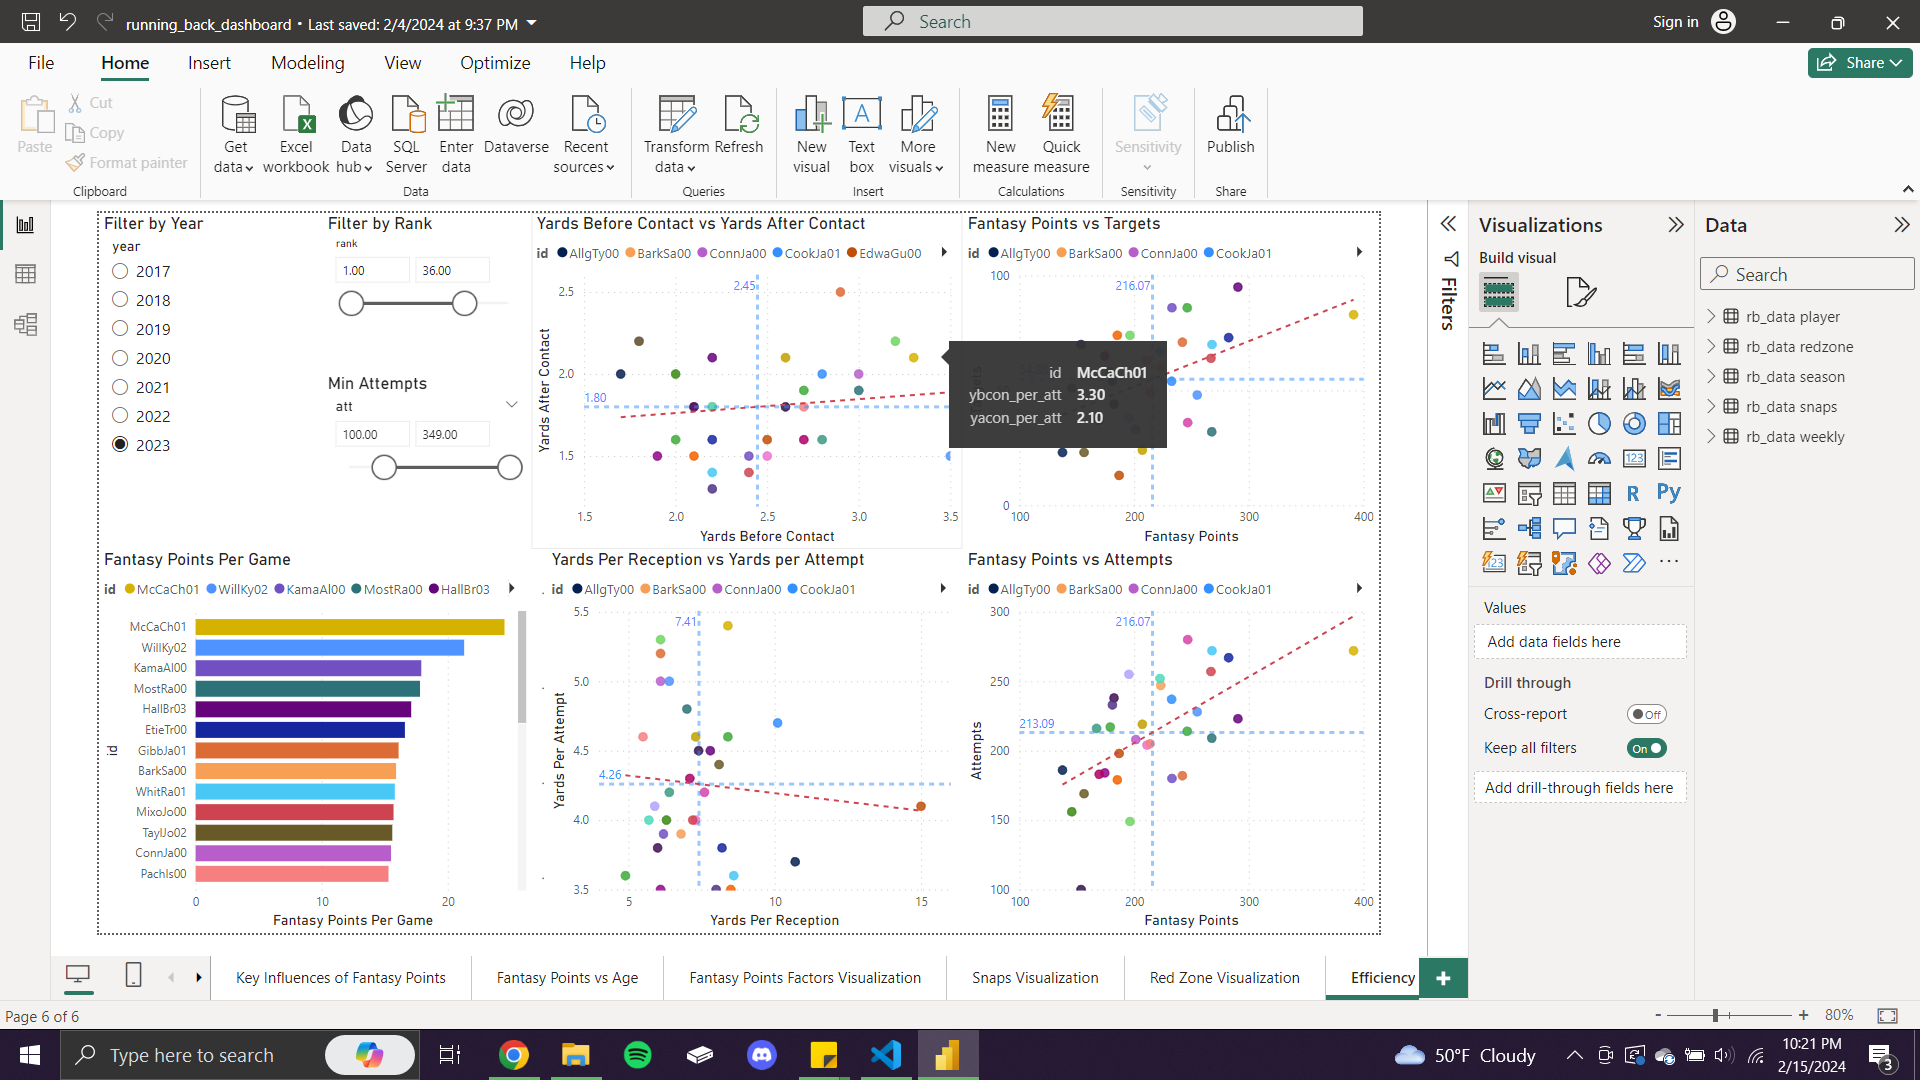 running_back_dashboard • Last saved: 2/4/2024 at 9:37 PM
Search
Sign in
File
Home
Insert
Modeling
View
Optimize
Help
Share
Paste
Cut
Copy
Format painter
Clipboard
Get data
Excel workbook
Data hub
SQL Server
Enter data
Dataverse
Recent sources
Data
Transform data
Refresh
Queries
New visual
Text box
More visuals
Insert
New measure
Quick measure
Calculations
Sensitivity
Sensitivity
Publish
Share
Filter by Year
year
2017
2018
2019
2020
2021
2022
2023
Filter by Rank
rank
1.00 36.00
Min Attempts
att
100.00 349.00
Yards Before Contact vs Yards After Contact
id AllgTy00 BarkSa00 ConnJa00 CookJa01 EdwaGu00
2.45
2.5
2.0
1.80
1.5
Yards After Contact
1.5 2.0 2.5 3.0 3.5
Yards Before Contact
id McCaCh01
ybcon_per_att 3.30
yacon_per_att 2.10
Fantasy Points vs Targets
id AllgTy00 BarkSa00 ConnJa00 CookJa01
216.07
100
0
100 200 300 400
Fantasy Points
Fantasy Points Per Game
id McCaCh01 WillKy02 KamaAl00 MostRa00 HallBr03
McCaCh01
WillKy02
KamaAl00
MostRa00
HallBr03
EtieTr00
GibbJa01
BarkSa00
WhitRa01
MixoJo00
TaylJo02
ConnJa00
PachIs00
id
0 10 20
Fantasy Points Per Game
Yards Per Reception vs Yards per Attempt
id AllgTy00 BarkSa00 ConnJa00 CookJa01
7.41
5.5
5.0
4.5
4.26
4.0
3.5
Yards Per Attempt
5 10 15
Yards Per Reception
Fantasy Points vs Attempts
id AllgTy00 BarkSa00 ConnJa00 CookJa01
216.07
300
250
213.09
200
150
100
Attempts
100 200 300 400
Fantasy Points
Filters
Visualizations
Build visual
123
R
Py
123
Values
Add data fields here
Drill through
Cross-report
Off
Keep all filters
On
Add drill-through fields here
Data
Search
rb_data player
rb_data redzone
rb_data season
rb_data snaps
rb_data weekly
Key Influences of Fantasy Points
Fantasy Points vs Age
Fantasy Points Factors Visualization
Snaps Visualization
Red Zone Visualization
Efficiency
Page 6 of 6
- + 80%
Type here to search
50°F Cloudy
10:21 PM
2/15/2024
3